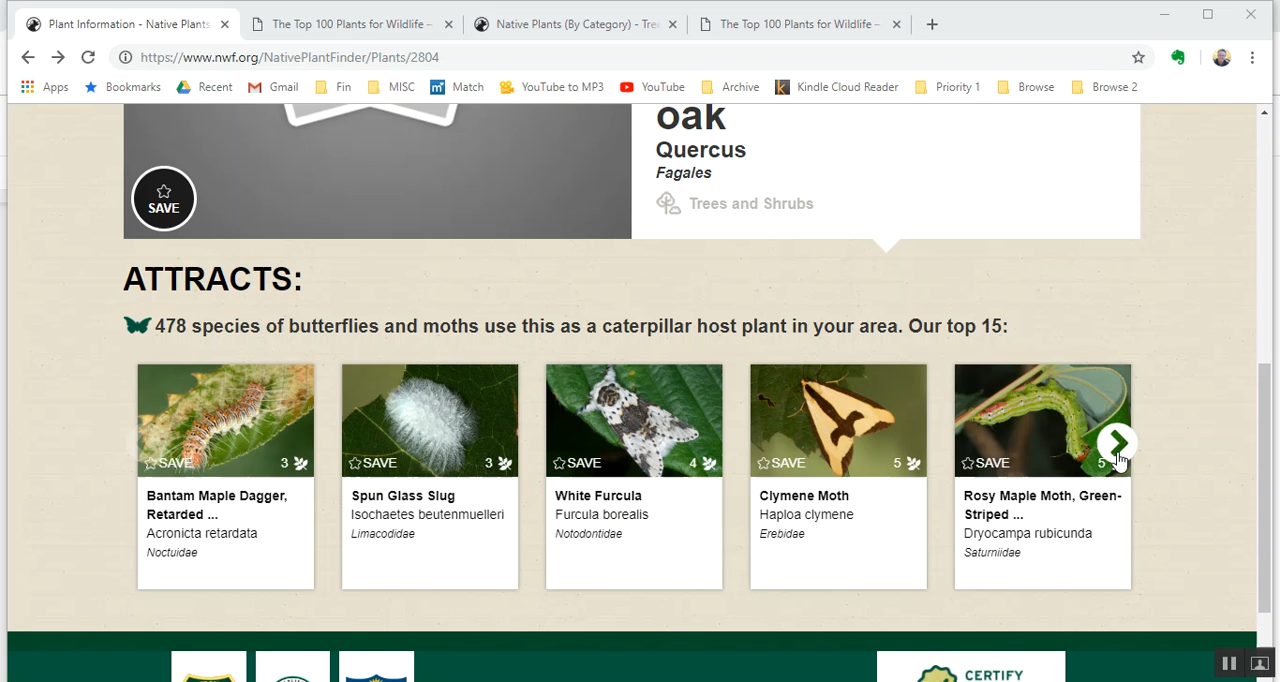 Plant Information - Native Plants
The Top 100 Plants for Wildlife –
Native Plants (By Category) - Tree
The Top 100 Plants for Wildlife –
https://www.nwf.org/NativePlantFinder/Plants/2804
Apps
Bookmarks
Recent
Gmail
Fin
MISC
Match
YouTube to MP3
YouTube
Archive
Kindle Cloud Reader
Priority 1
Browse
Browse 2
oak
Quercus
Fagales
Trees and Shrubs
SAVE
ATTRACTS:
478 species of butterflies and moths use this as a caterpillar host plant in your area. Our top 15:
SAVE 3
SAVE 3
SAVE 4
SAVE 5
SAVE 5
Bantam Maple Dagger,
Retarded ...
Acronicta retardata
Noctuidae
Spun Glass Slug
Isochaetes beutenmuelleri
Limacodidae
White Furcula
Furcula borealis
Notodontidae
Clymene Moth
Haploa clymene
Erebidae
Rosy Maple Moth, Green-
Striped ...
Dryocampa rubicunda
Saturniidae
CERTIFY